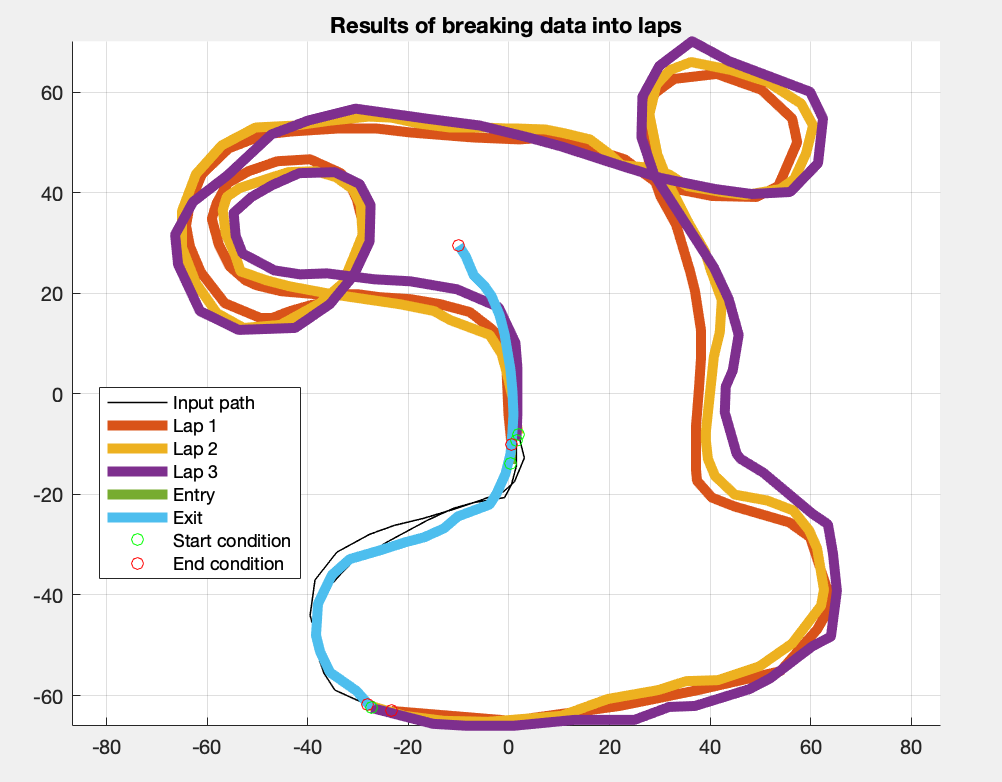 Results of breaking data into laps
60
40
20
0
-20
-40
-60
Input path
Lap 1
Lap 2
Lap 3
Entry
Exit
Start condition
End condition
-80 -60 -40 -20 0 20 40 60 80